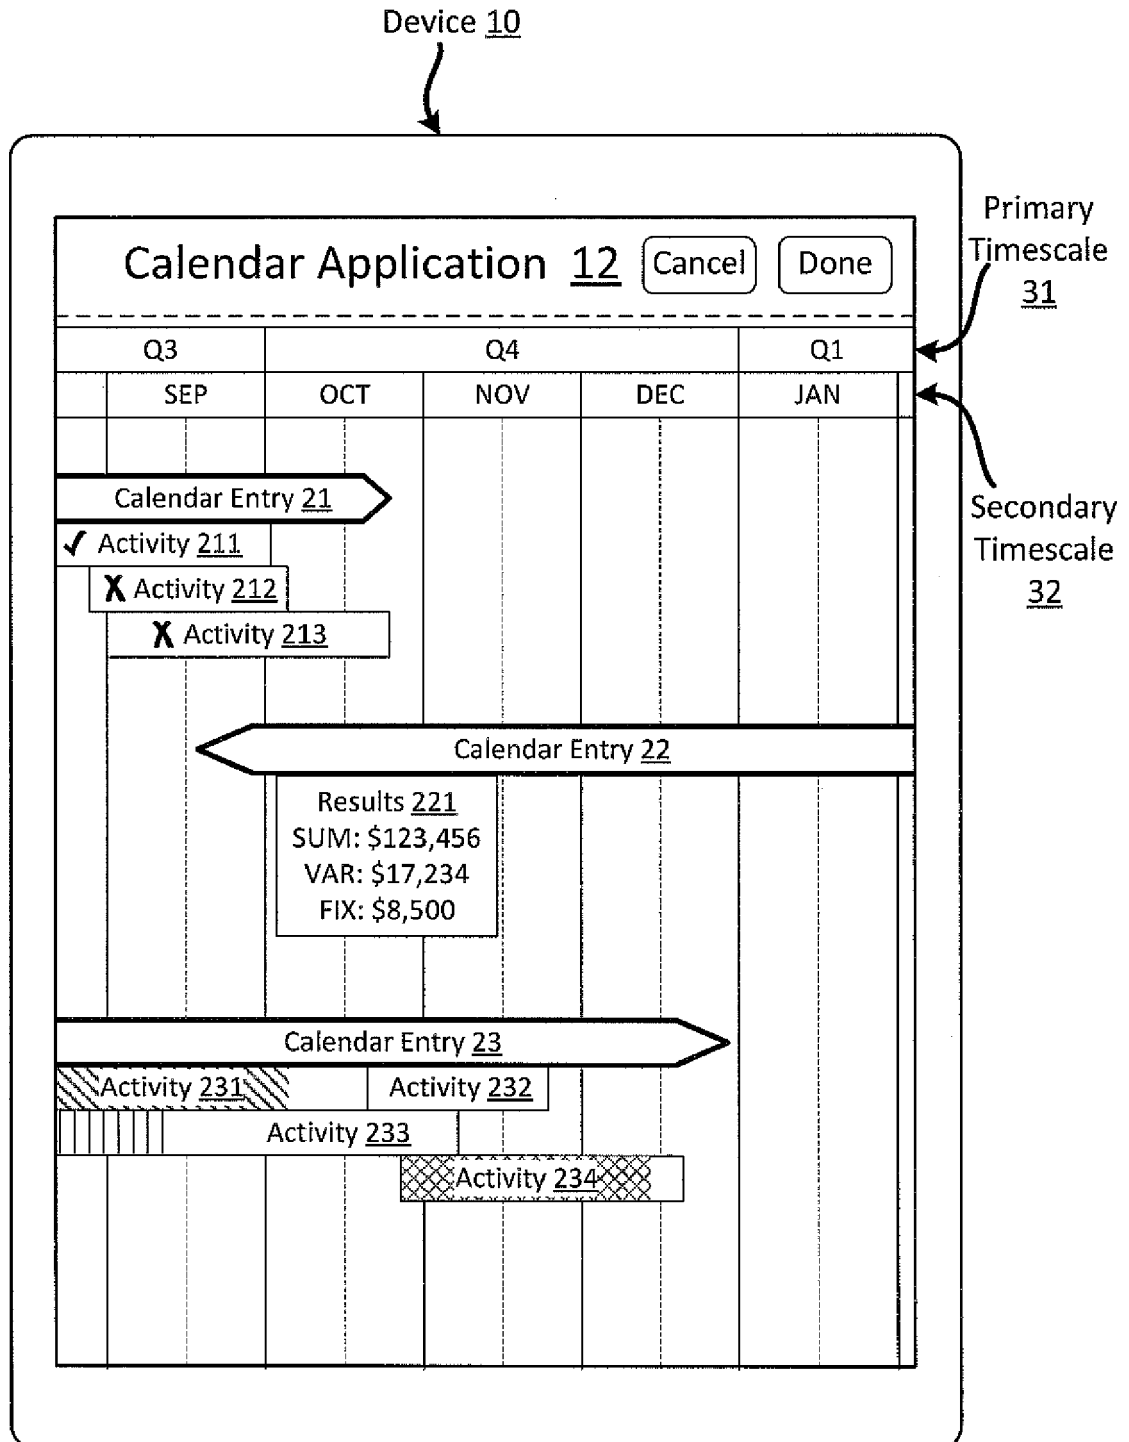 Device 10
Primary
Timescale
31
Calendar Application 12
Cancel
Done
Q3
Q4
Q1
SEP
OCT
NOV
DEC
JAN
Secondary
Timescale
32
Calendar Entry 21
✓ Activity 211
X Activity 212
X Activity 213
Calendar Entry 22
Results 221
SUM: $123,456
VAR: $17,234
FIX: $8,500
Calendar Entry 23
Activity 231
Activity 232
Activity 233
Activity 234